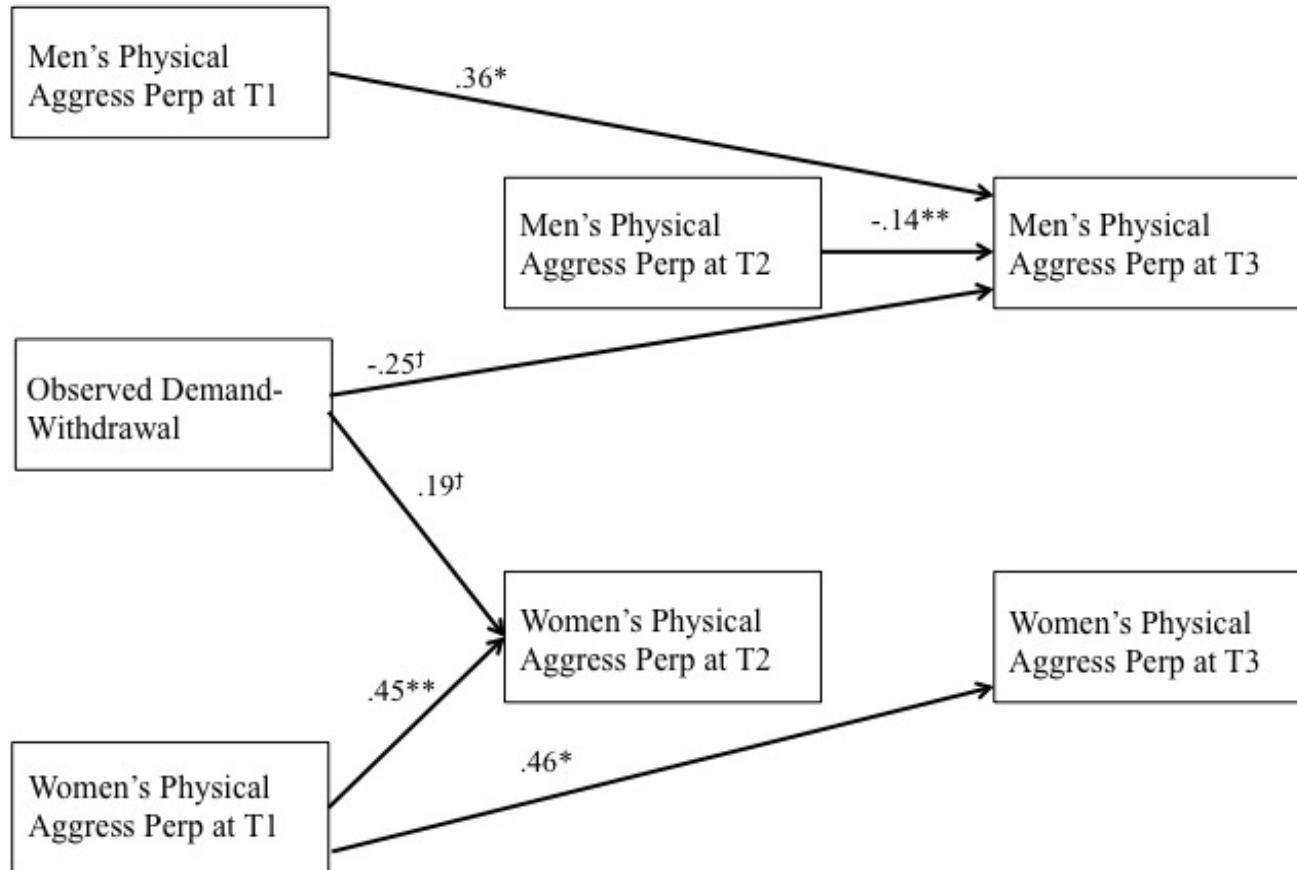 Men’s Physical
Aggress Perp at T1
.36*
Men’s Physical
Aggress Perp at T2
-.14**
Men’s Physical
Aggress Perp at T3
Observed Demand-
Withdrawal
-.25†
.19†
Women’s Physical
Aggress Perp at T2
Women’s Physical
Aggress Perp at T3
.45**
.46*
Women’s Physical
Aggress Perp at T1